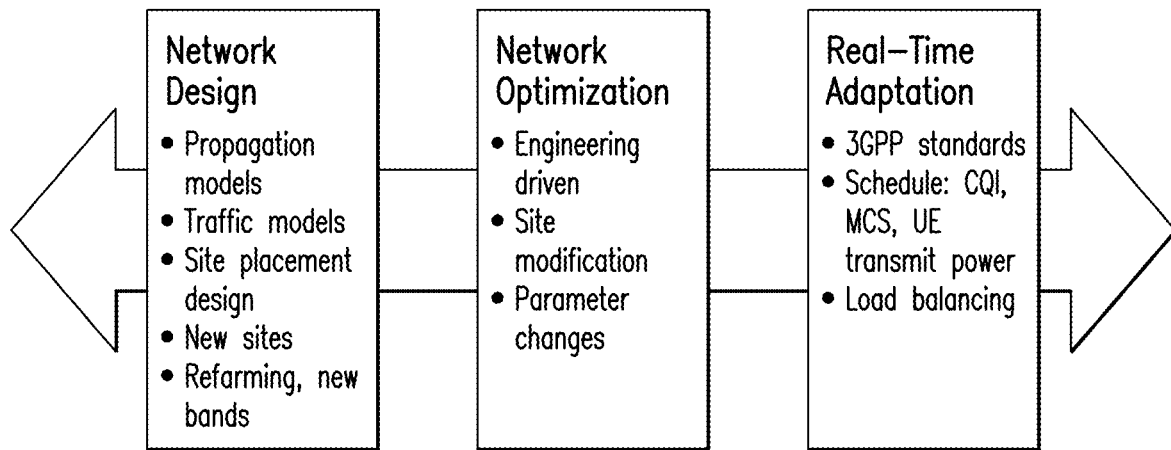 Network
Design
• Propagation
models
• Traffic models
• Site placement
design
• New sites
• Refarming, new
bands
Network
Optimization
• Engineering
driven
• Site
modification
• Parameter
changes
Real-Time
Adaptation
• 3GPP standards
• Schedule: CQI,
MCS, UE
transmit power
• Load balancing